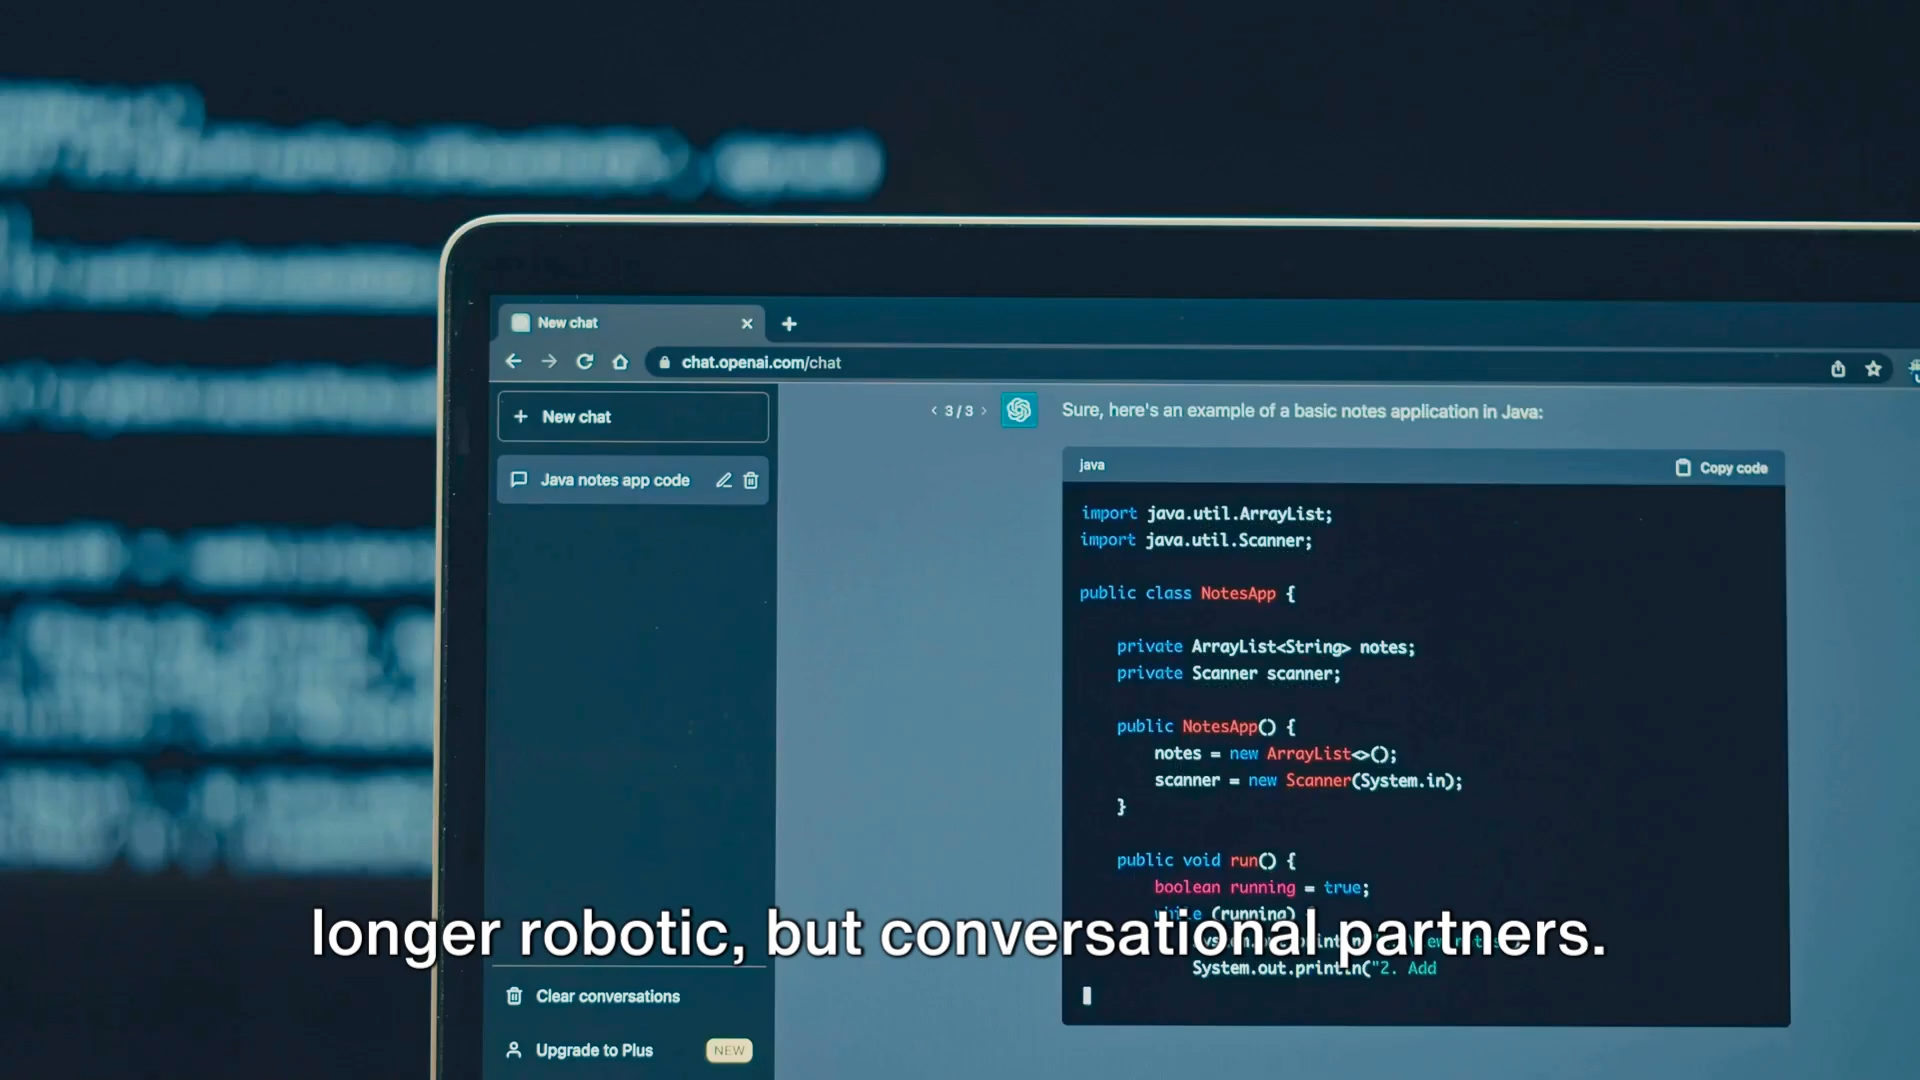 New chat
chat.openai.com/chat
New chat
Java notes app code
3/3
Sure, here's an example of a basic notes application in Java:
java
Copy code
import java.util.ArrayList;
import java.util.Scanner;
public class NotesApp {
private ArrayList<String> notes;
private Scanner scanner;
public NotesApp() {
notes = new ArrayList<>();
scanner = new Scanner(System.in);
}
public void run() {
boolean running = true;
while (running)
longer robotic, but conversational partners.
System.out.println("2. Add
Clear conversations
Upgrade to Plus
NEW